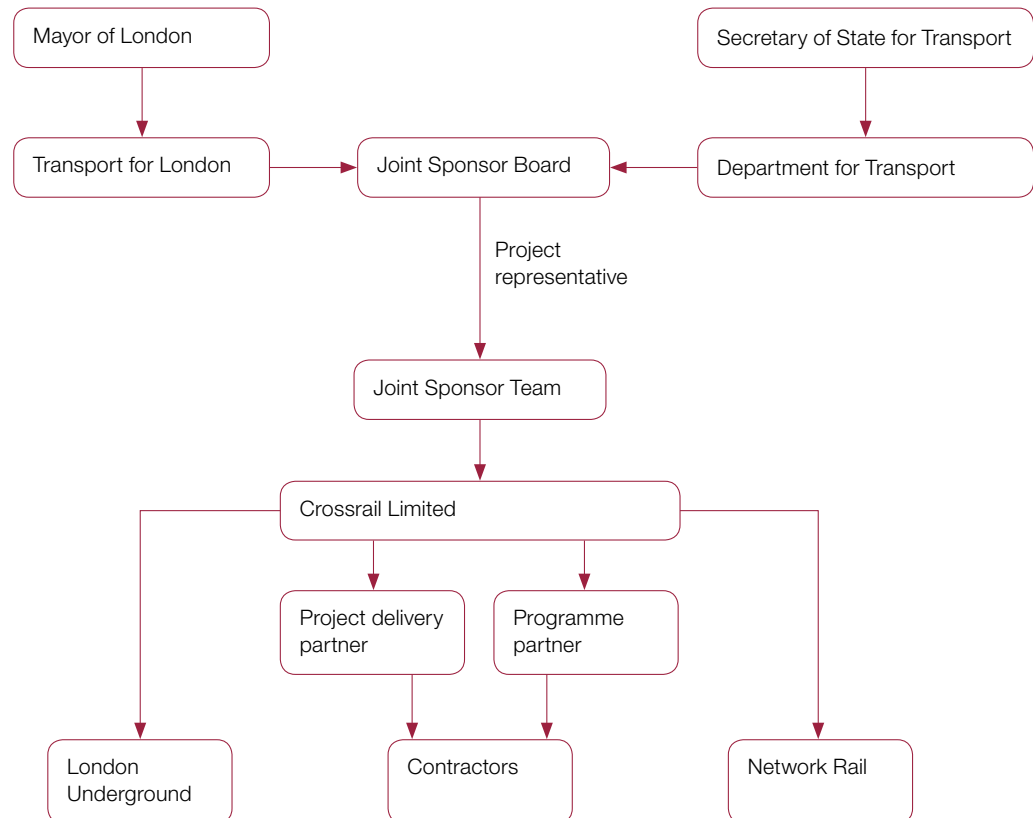 Mayor of London
Secretary of State for Transport
Transport for London
Joint Sponsor Board
Department for Transport
Project
representative
Joint Sponsor Team
Crossrail Limited
Project delivery
partner
Programme
partner
London
Underground
Contractors
Network Rail